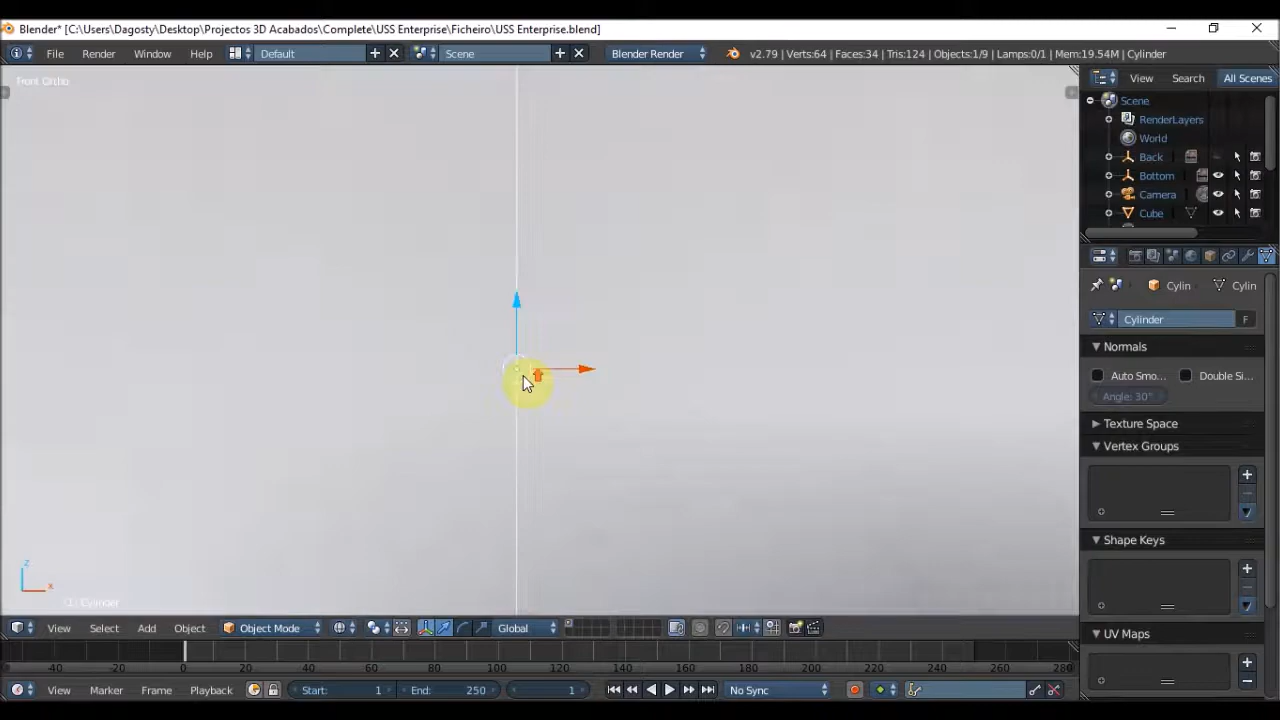 Blender* [C:\Users\Dagosty\Desktop\Projectos 3D Acabados\Complete\USS Enterprise\Ficheiro\USS Enterprise.blend]
File Render Window Help Default Scene Blender Render v2.79 | Verts:64 | Faces:34 | Tris:124 | Objects:1/9 | Lamps:0/1 | Mem:19.54M | Cylinder
Front Ortho
View Search All Scenes
Scene
RenderLayers
World
Back
Bottom
Camera
Cube
Cylin Cylin
Cylinder F
Normals
Auto Smo... Double Si...
Angle: 30°
Texture Space
Vertex Groups
Shape Keys
UV Maps
z
x
(1) Cylinder
View Select Add Object Object Mode Global
-40 -20 0 20 40 60 80 100 120 140 160 180 200 220 240 260 280
View Marker Frame Playback Start: 1 End: 250 1 No Sync